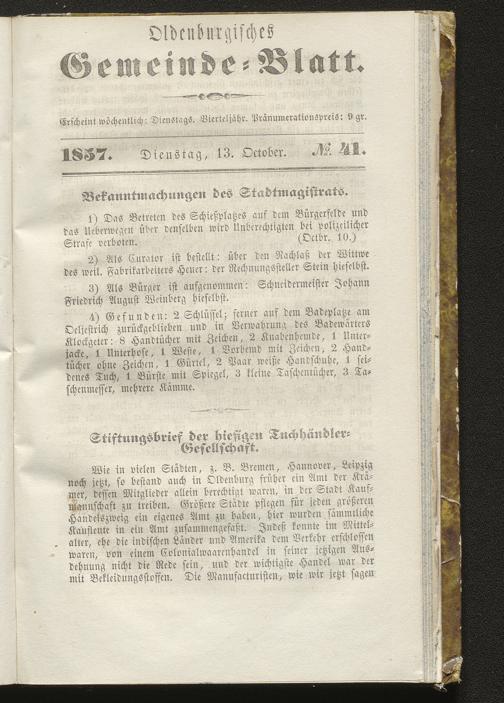 Oldenburgisches
Gemeinde-Blatt.
Erscheint wöchentlich: Dienstags. Vierteljähr. Pränumerationspreis: 9 gr.
1857. Dienstag, 13. October. № 41.
Bekanntmachungen des Stadtmagistrats.
1) Das Betreten des Schießplatzes auf dem Bürgerfelde und
das Ueberwegen über denselben wird Unberechtigten bei polizeilicher
Strafe verboten. (Octbr. 10.)
2) Als Curator ist bestellt: über den Nachlaß der Wittwe
des weil. Fabrikarbeiters Heuer: der Rechnungssteller Stein hieselbst.
3) Als Bürger ist aufgenommen: Schneidermeister Johann
Friedrich August Weinberg hieselbst.
4) Gefunden: 2 Schlüssel; ferner auf dem Badeplatze am
Oeljestrich zurückgeblieben und in Verwahrung des Badewärters
Klockgeter: 8 Handtücher mit Zeichen, 2 Knabenhemde, 1 Unter-
jacke, 1 Unterhose, 1 Weste, 1 Vorhemd mit Zeichen, 2 Hand-
tücher ohne Zeichen, 1 Gürtel, 2 Paar weiße Handschuhe, 1 sei-
denes Tuch, 1 Bürste mit Spiegel, 3 kleine Taschentücher, 3 Ta-
schenmesser, mehrere Kämme.
Stiftungsbrief der hiesigen Tuchhändler-
Gesellschaft.
Wie in vielen Städten, z. B. Bremen, Hannover, Leipzig
noch jetzt, so bestand auch in Oldenburg früher ein Amt der Krä-
mer, dessen Mitglieder allein berechtigt waren, in der Stadt Kauf-
mannschaft zu treiben. Größere Städte pflegen für jeden größeren
Handelszweig ein eigenes Amt zu haben, hier wurden sämmtliche
Kaufleute in ein Amt zusammengefaßt. Indeß konnte im Mittel-
alter, ehe die indischen Länder und Amerika dem Verkehr erschlossen
waren, von einem Colonialwaarenhandel in seiner jetzigen Aus-
dehnung nicht die Rede sein, und der wichtigste Handel war der
mit Bekleidungsstoffen. Die Manufacturisten, wie wir jetzt sagen